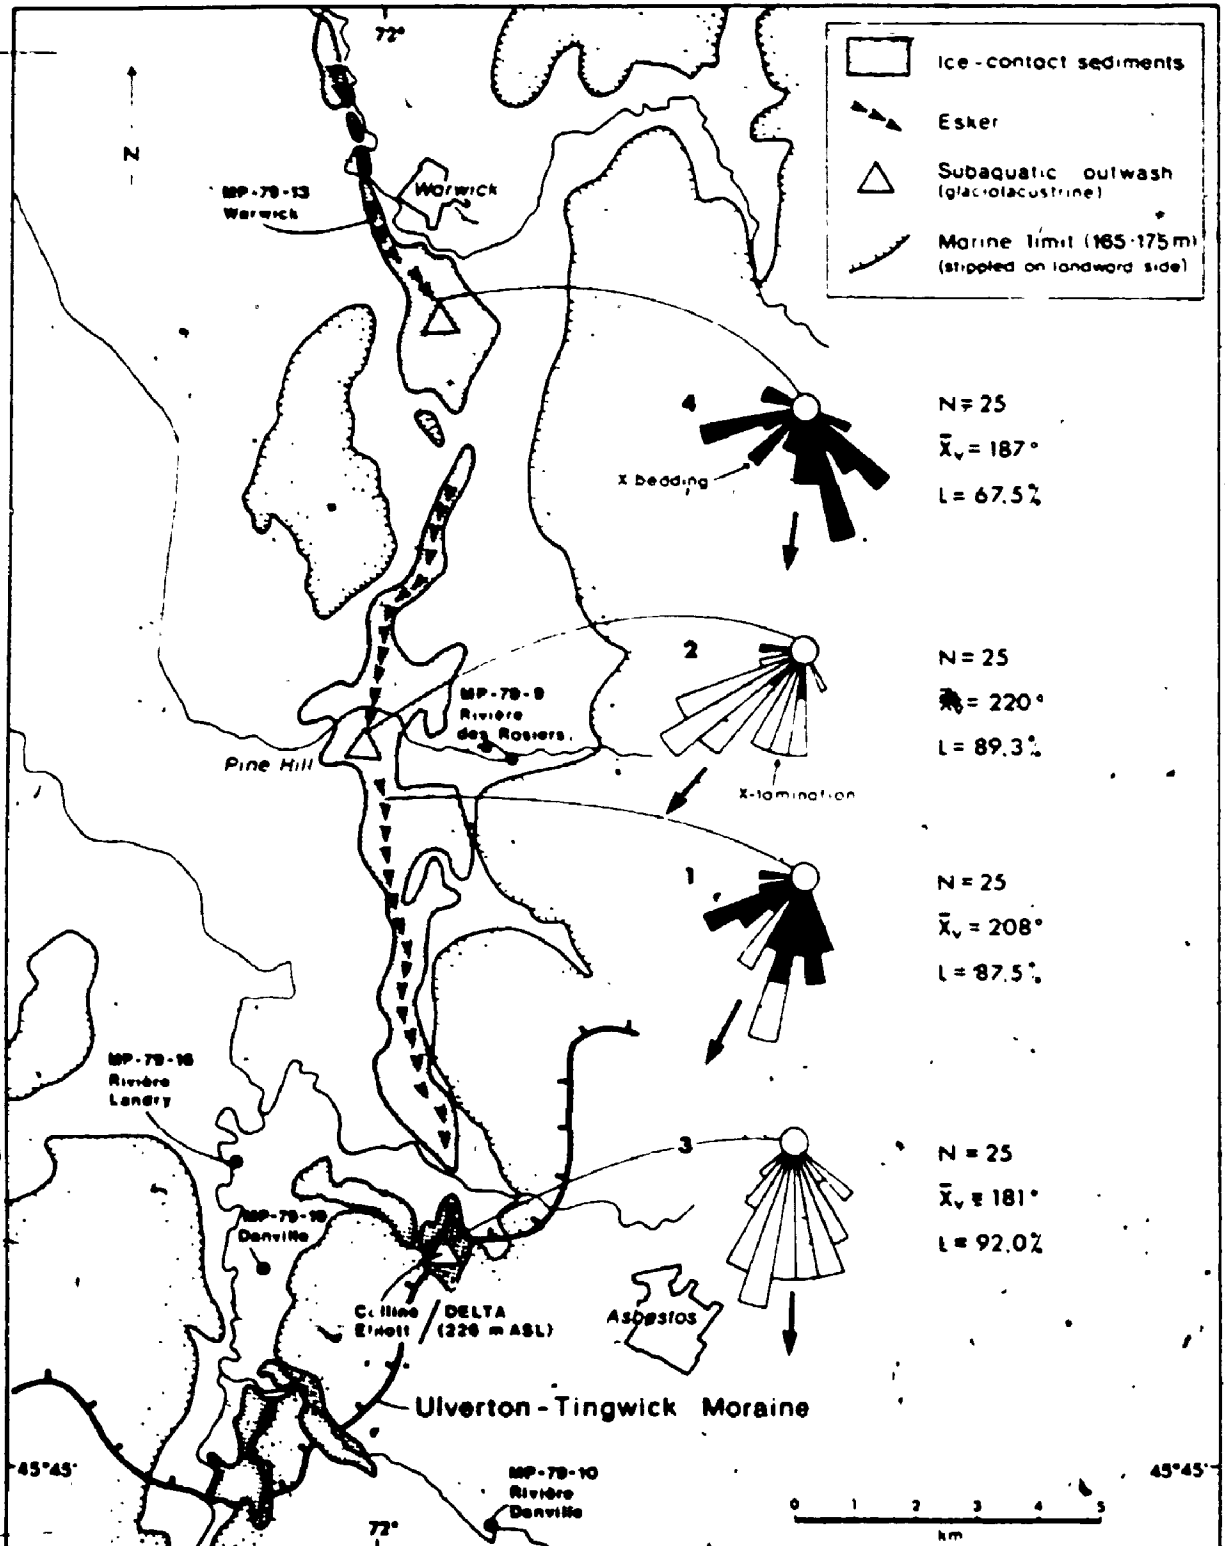 72°
Ice-contact sediments
Esker
Subaquatic outwash
(glaciolacustrine)
Marine limit (165-175m)
(stippled on landward side)
N
MP-79-13
Warwick
Warwick
4
N = 25
X̄v = 187°
L = 67.5%
X bedding
2
N = 25
= 220°
L = 89.3%
MP-79-9
Rivière
des Rosiers
Pine Hill
X-lamination
1
N = 25
X̄v = 208°
L = 87.5%
MP-79-16
Rivière
Landry
3
N = 25
X̄v = 181°
L = 92.0%
MP-79-18
Danville
Colline
Elliott
DELTA
(226 m ASL)
Asbestos
Ulverton-Tingwick Moraine
45°45'
45°45'
MP-79-10
Rivière
Danville
72°
0 1 2 3 4 5
km